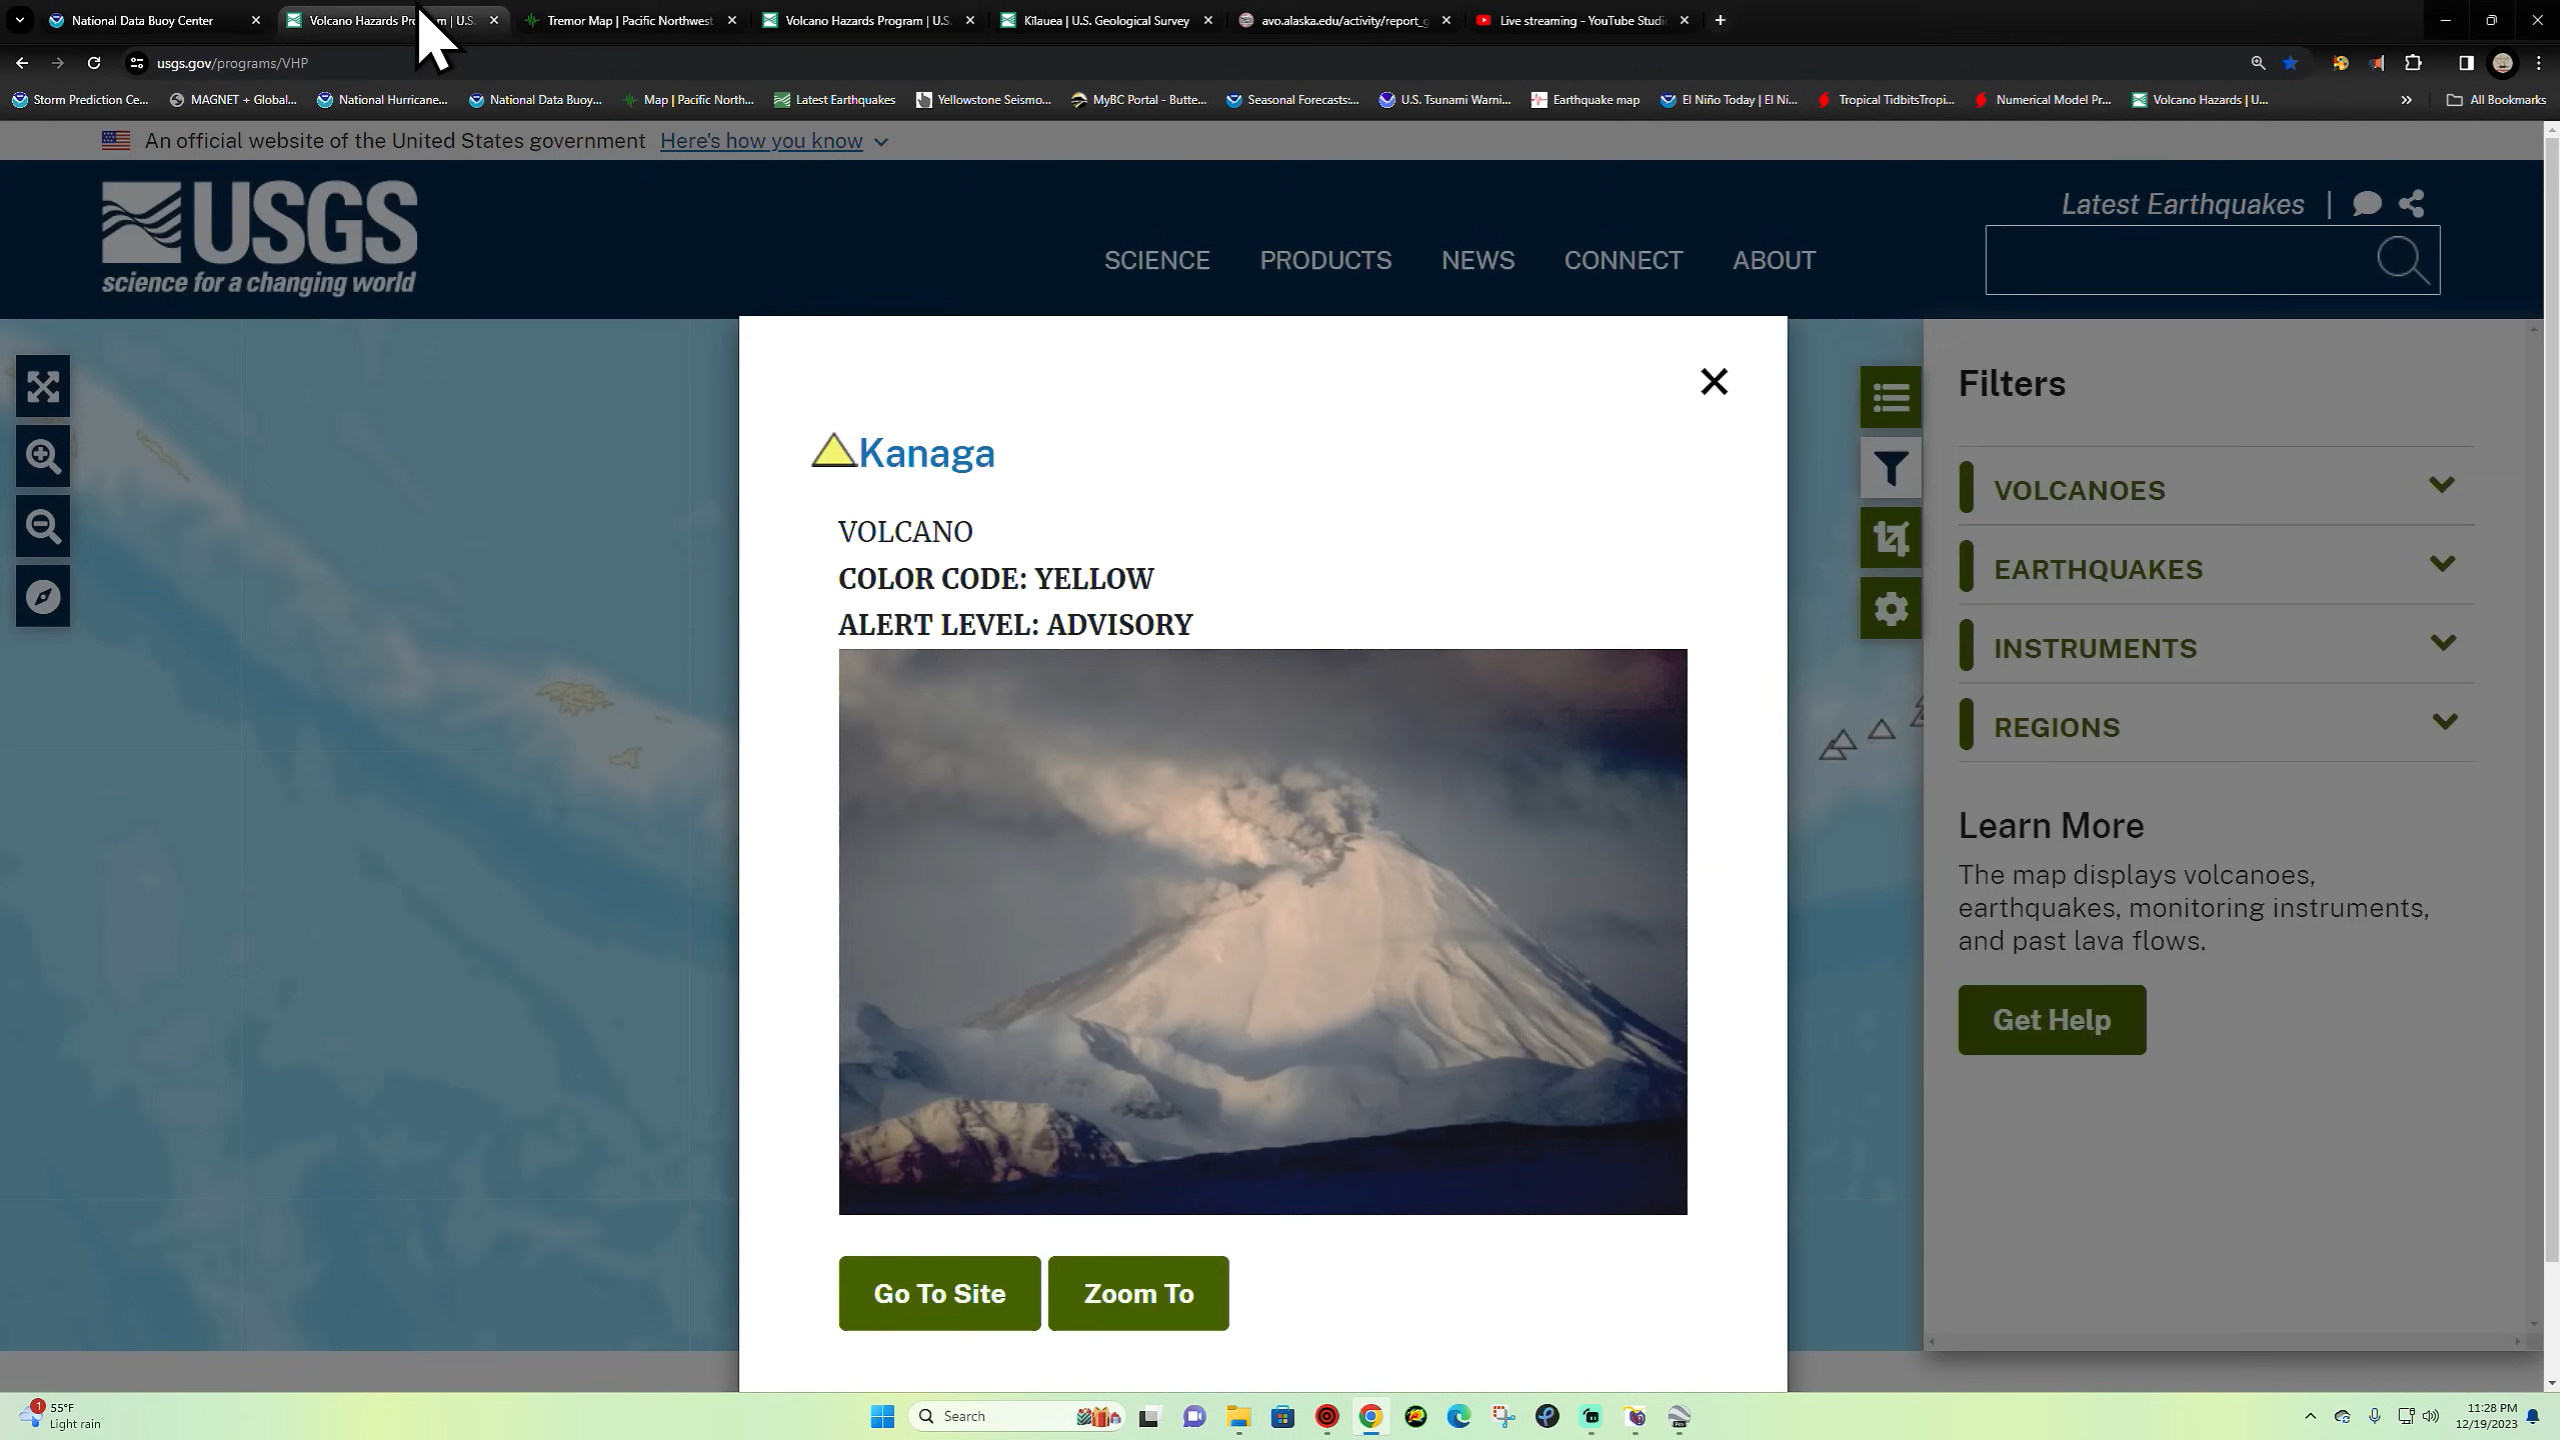 National Data Buoy Center
Volcano Hazards Pr m | U.S.
Tremor Map | Pacific Northwest
Volcano Hazards Program | U.S.
Kīlauea | U.S. Geological Survey
avo.alaska.edu/activity/report_g
Live streaming - YouTube Studi
usgs.gov/programs/VHP
Storm Prediction Ce...
MAGNET + Global...
National Hurricane...
National Data Buoy...
Map | Pacific North...
Latest Earthquakes
Yellowstone Seismo...
MyBC Portal - Butte...
Seasonal Forecasts:...
U.S. Tsunami Warni...
Earthquake map
El Niño Today | El Ni...
Tropical TidbitsTropi...
Numerical Model Pr...
Volcano Hazards | U...
All Bookmarks
An official website of the United States government Here's how you know
USGS
science for a changing world
SCIENCE PRODUCTS NEWS CONNECT ABOUT
Latest Earthquakes |
Kanaga
VOLCANO
COLOR CODE: YELLOW
ALERT LEVEL: ADVISORY
Go To Site
Zoom To
Filters
VOLCANOES
EARTHQUAKES
INSTRUMENTS
REGIONS
Learn More
The map displays volcanoes,
earthquakes, monitoring instruments,
and past lava flows.
Get Help
1
55°F
Light rain
Search
11:28 PM
12/19/2023